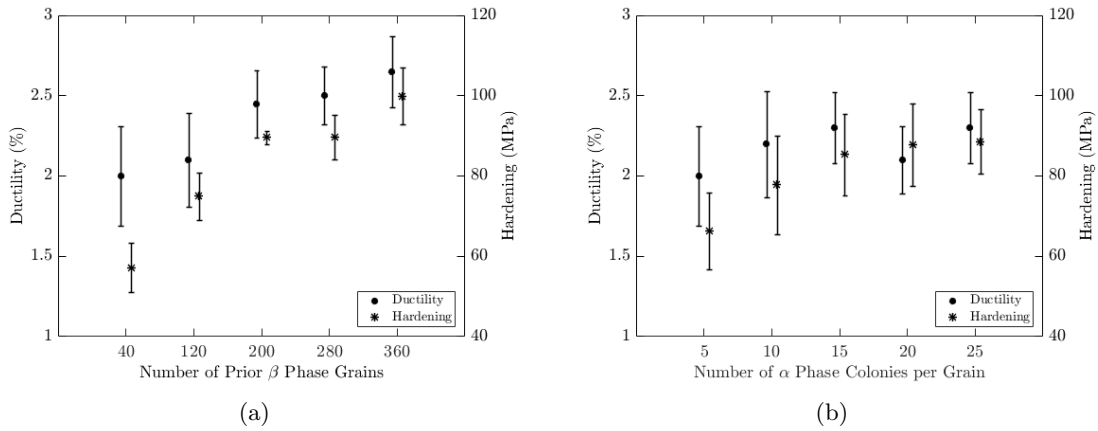 3
2.5
2
1.5
1
Ductility (%)
120
100
80
60
40
Hardening (MPa)
Ductility
Hardening
40 120 200 280 360
Number of Prior β Phase Grains
(a)
3
2.5
2
1.5
1
Ductility (%)
120
100
80
60
40
Hardening (MPa)
Ductility
Hardening
5 10 15 20 25
Number of α Phase Colonies per Grain
(b)